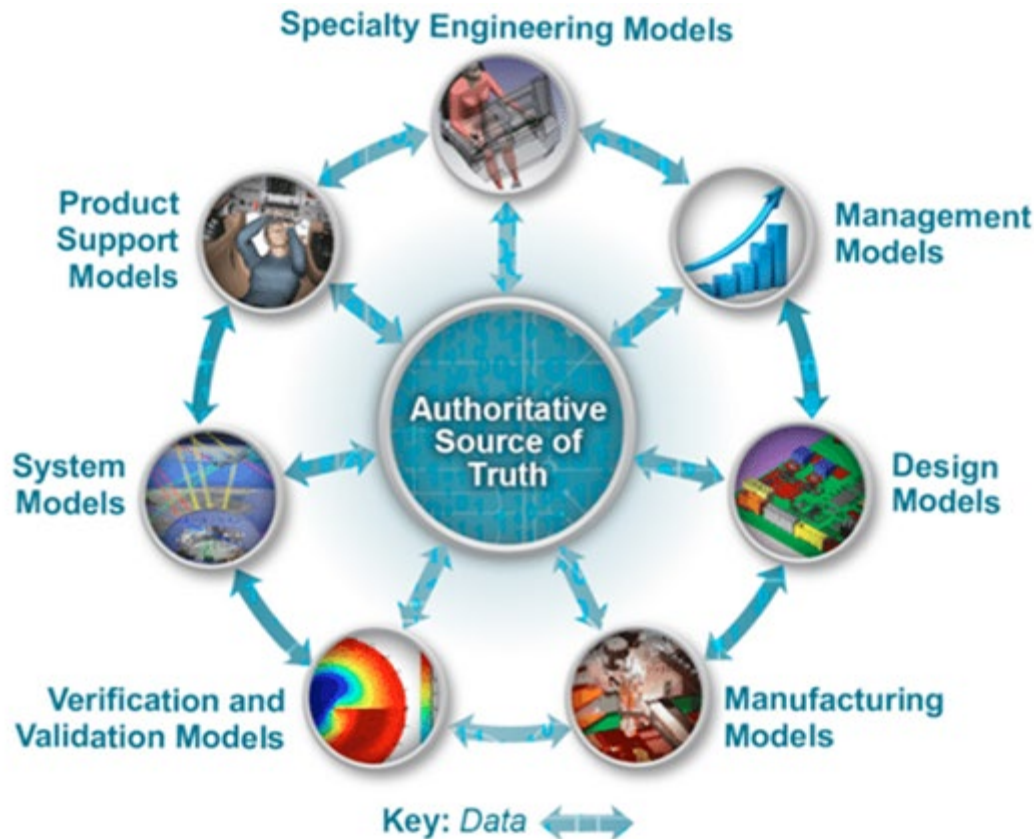 Specialty Engineering Models
Product
Support
Models
Management
Models
Authoritative
Source of
Truth
System
Models
Design
Models
Verification and
Validation Models
Manufacturing
Models
Key: Data